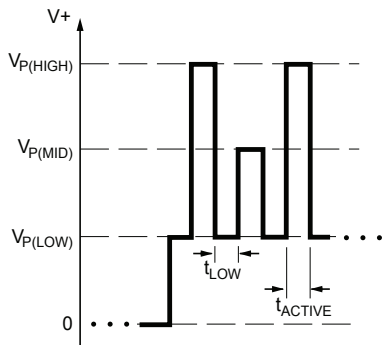 V+
VP(HIGH)
VP(MID)
VP(LOW)
tLOW
tACTIVE
0